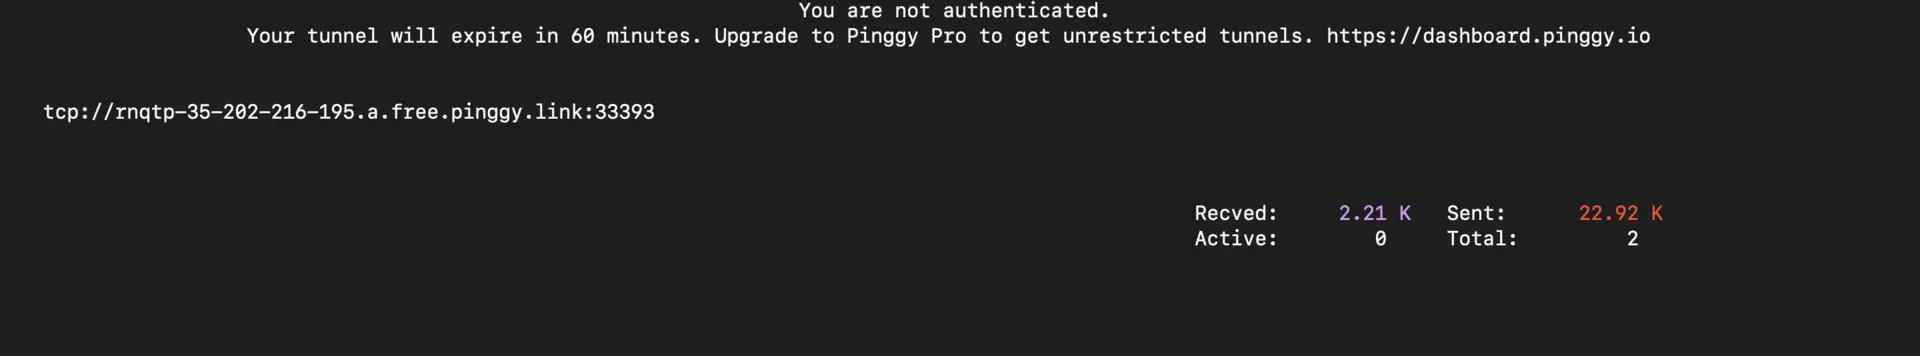 You are not authenticated.
Your tunnel will expire in 60 minutes. Upgrade to Pinggy Pro to get unrestricted tunnels. https://dashboard.pinggy.io
tcp://rnqtp-35-202-216-195.a.free.pinggy.link:33393
Recved: 2.21 K Sent: 22.92 K
Active: 0 Total: 2